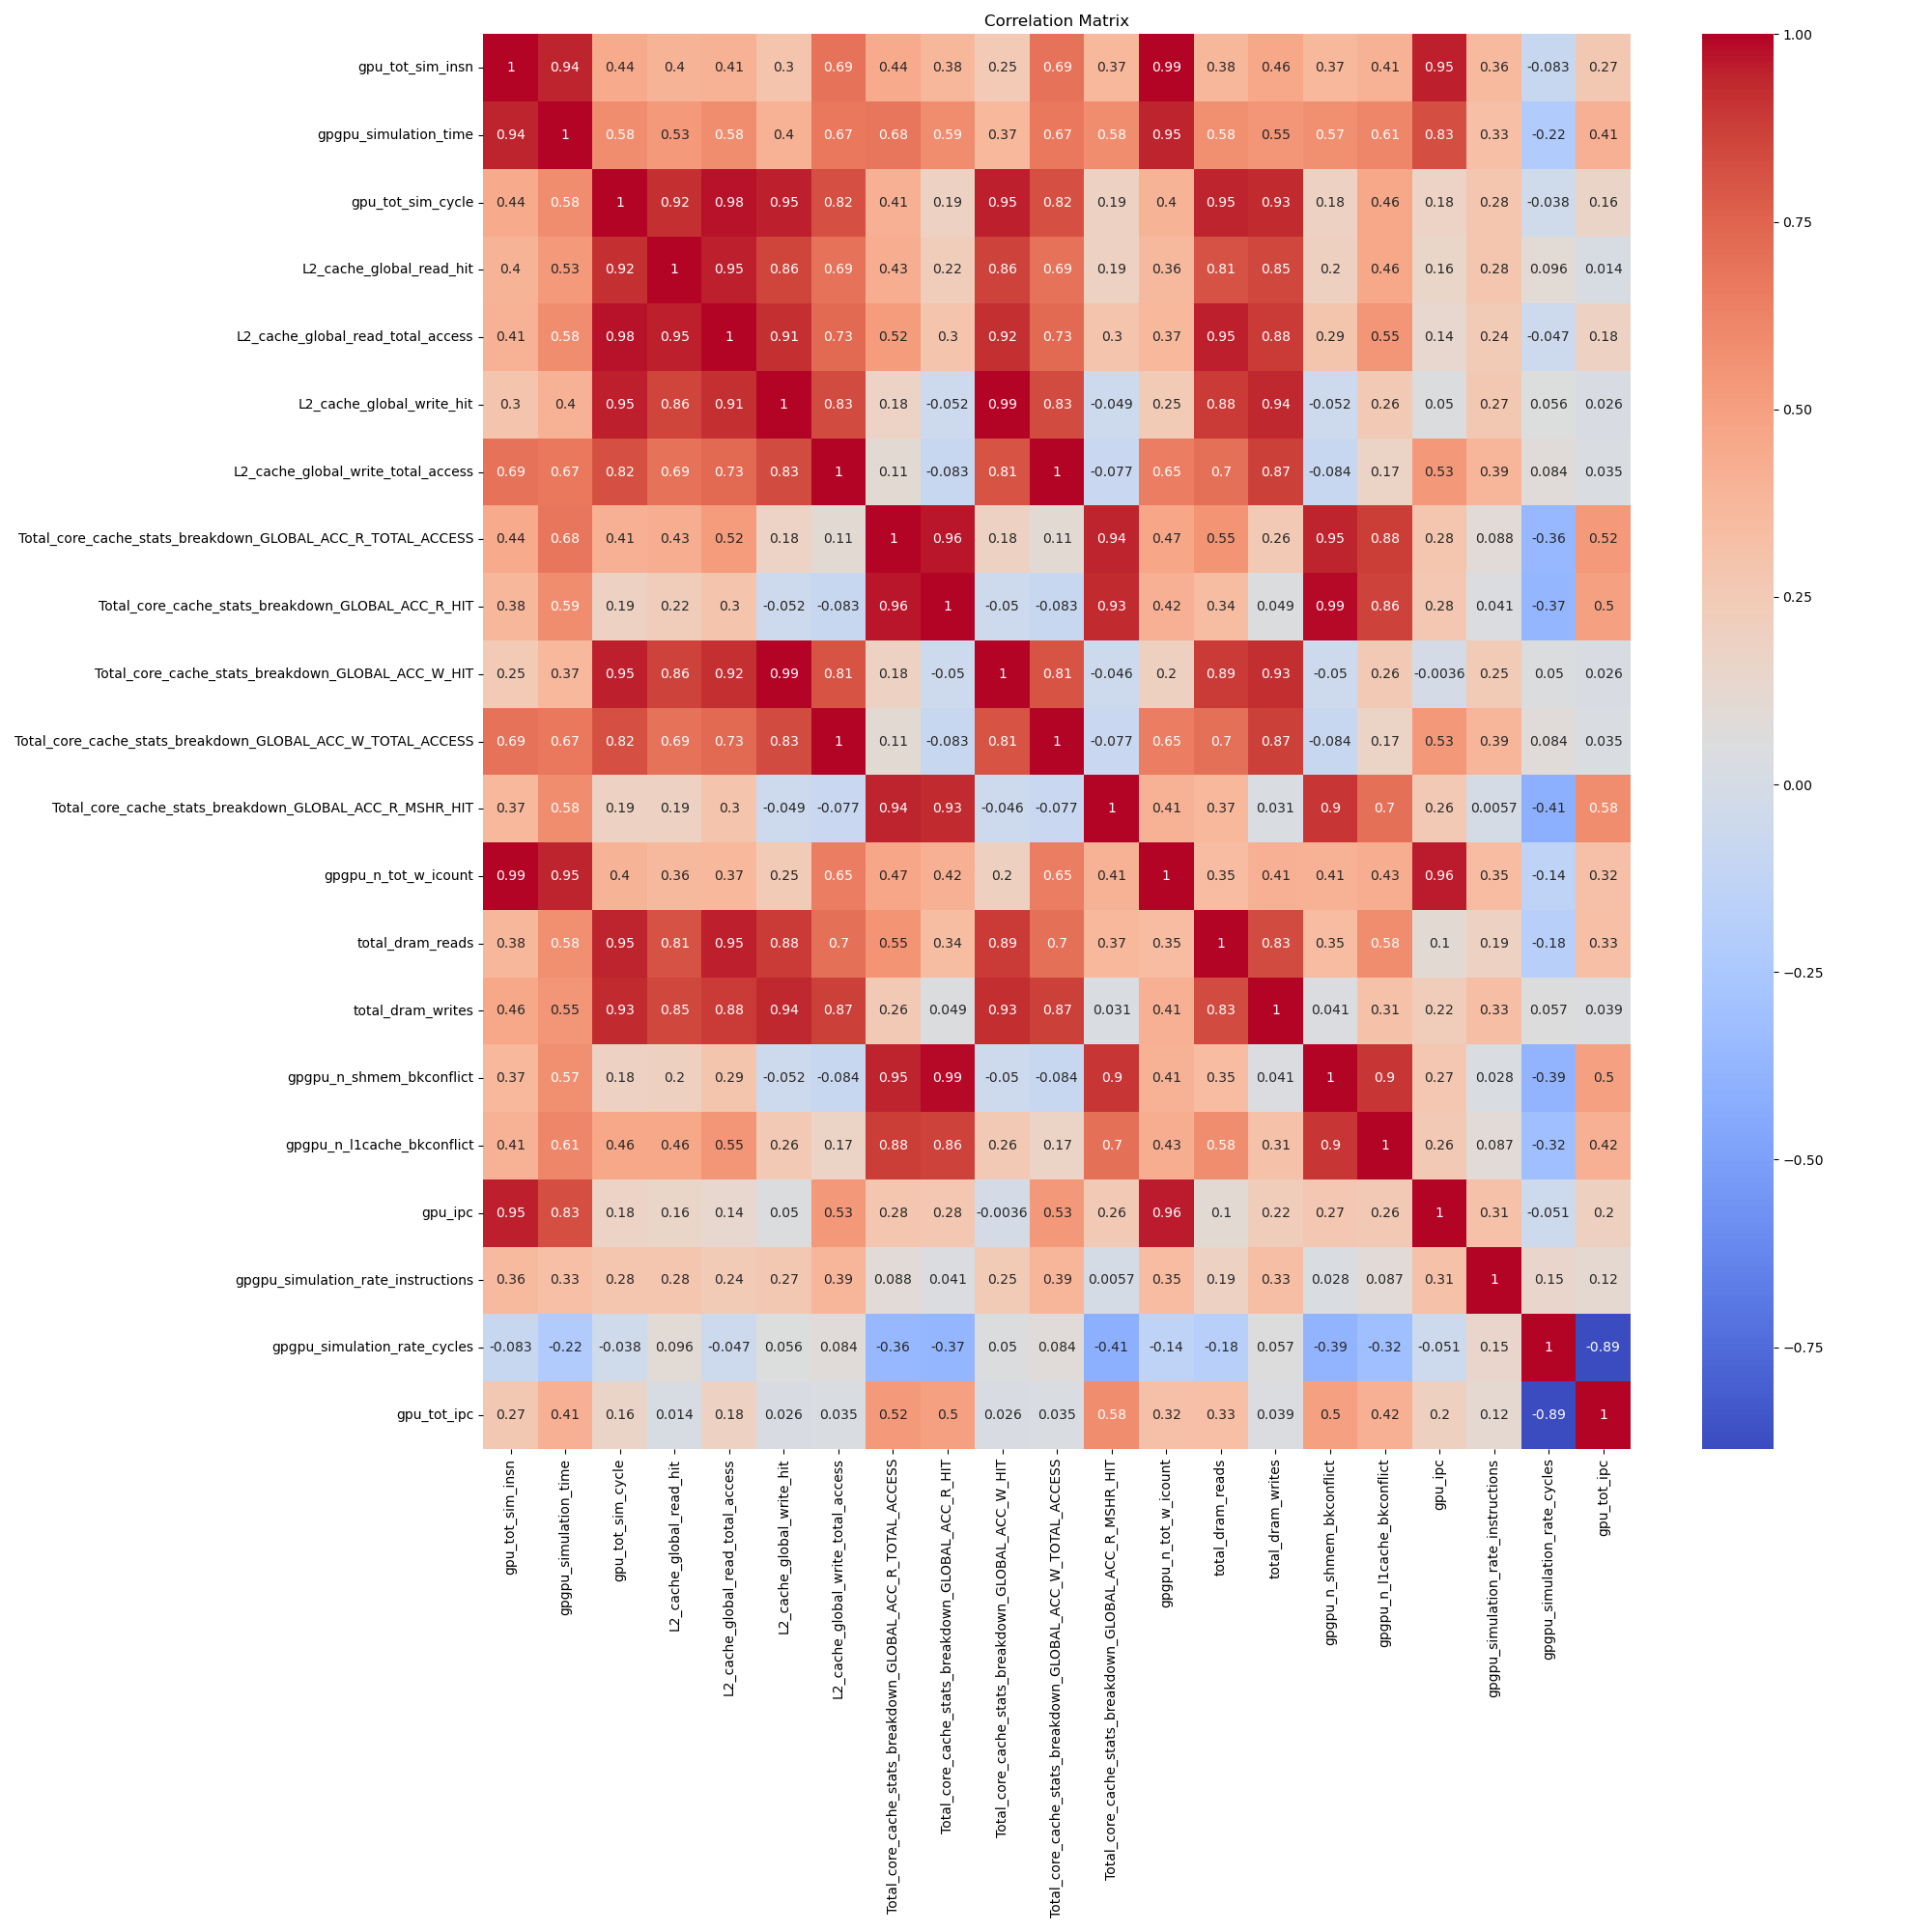 Correlation Matrix
gpu_tot_sim_insn 1 0.94 0.44 0.4 0.41 0.3 0.69 0.44 0.38 0.25 0.69 0.37 0.99 0.38 0.46 0.37 0.41 0.95 0.36 -0.083 0.27
gpgpu_simulation_time 0.94 1 0.58 0.53 0.58 0.4 0.67 0.68 0.59 0.37 0.67 0.58 0.95 0.58 0.55 0.57 0.61 0.83 0.33 -0.22 0.41
gpu_tot_sim_cycle 0.44 0.58 1 0.92 0.98 0.95 0.82 0.41 0.19 0.95 0.82 0.19 0.4 0.95 0.93 0.18 0.46 0.18 0.28 -0.038 0.16
L2_cache_global_read_hit 0.4 0.53 0.92 1 0.95 0.86 0.69 0.43 0.22 0.86 0.69 0.19 0.36 0.81 0.85 0.2 0.46 0.16 0.28 0.096 0.014
L2_cache_global_read_total_access 0.41 0.58 0.98 0.95 1 0.91 0.73 0.52 0.3 0.92 0.73 0.3 0.37 0.95 0.88 0.29 0.55 0.14 0.24 -0.047 0.18
L2_cache_global_write_hit 0.3 0.4 0.95 0.86 0.91 1 0.83 0.18 -0.052 0.99 0.83 -0.049 0.25 0.88 0.94 -0.052 0.26 0.05 0.27 0.056 0.026
L2_cache_global_write_total_access 0.69 0.67 0.82 0.69 0.73 0.83 1 0.11 -0.083 0.81 1 -0.077 0.65 0.7 0.87 -0.084 0.17 0.53 0.39 0.084 0.035
Total_core_cache_stats_breakdown_GLOBAL_ACC_R_TOTAL_ACCESS 0.44 0.68 0.41 0.43 0.52 0.18 0.11 1 0.96 0.18 0.11 0.94 0.47 0.55 0.26 0.95 0.88 0.28 0.088 -0.36 0.52
Total_core_cache_stats_breakdown_GLOBAL_ACC_R_HIT 0.38 0.59 0.19 0.22 0.3 -0.052 -0.083 0.96 1 -0.05 -0.083 0.93 0.42 0.34 0.049 0.99 0.86 0.28 0.041 -0.37 0.5
Total_core_cache_stats_breakdown_GLOBAL_ACC_W_HIT 0.25 0.37 0.95 0.86 0.92 0.99 0.81 0.18 -0.05 1 0.81 -0.046 0.2 0.89 0.93 -0.05 0.26 -0.0036 0.25 0.05 0.026
Total_core_cache_stats_breakdown_GLOBAL_ACC_W_TOTAL_ACCESS 0.69 0.67 0.82 0.69 0.73 0.83 1 0.11 -0.083 0.81 1 -0.077 0.65 0.7 0.87 -0.084 0.17 0.53 0.39 0.084 0.035
Total_core_cache_stats_breakdown_GLOBAL_ACC_R_MSHR_HIT 0.37 0.58 0.19 0.19 0.3 -0.049 -0.077 0.94 0.93 -0.046 -0.077 1 0.41 0.37 0.031 0.9 0.7 0.26 0.0057 -0.41 0.58
gpgpu_n_tot_w_icount 0.99 0.95 0.4 0.36 0.37 0.25 0.65 0.47 0.42 0.2 0.65 0.41 1 0.35 0.41 0.41 0.43 0.96 0.35 -0.14 0.32
total_dram_reads 0.38 0.58 0.95 0.81 0.95 0.88 0.7 0.55 0.34 0.89 0.7 0.37 0.35 1 0.83 0.35 0.58 0.1 0.19 -0.18 0.33
total_dram_writes 0.46 0.55 0.93 0.85 0.88 0.94 0.87 0.26 0.049 0.93 0.87 0.031 0.41 0.83 1 0.041 0.31 0.22 0.33 0.057 0.039
gpgpu_n_shmem_bkconflict 0.37 0.57 0.18 0.2 0.29 -0.052 -0.084 0.95 0.99 -0.05 -0.084 0.9 0.41 0.35 0.041 1 0.9 0.27 0.028 -0.39 0.5
gpgpu_n_l1cache_bkconflict 0.41 0.61 0.46 0.46 0.55 0.26 0.17 0.88 0.86 0.26 0.17 0.7 0.43 0.58 0.31 0.9 1 0.26 0.087 -0.32 0.42
gpu_ipc 0.95 0.83 0.18 0.16 0.14 0.05 0.53 0.28 0.28 -0.0036 0.53 0.26 0.96 0.1 0.22 0.27 0.26 1 0.31 -0.051 0.2
gpgpu_simulation_rate_instructions 0.36 0.33 0.28 0.28 0.24 0.27 0.39 0.088 0.041 0.25 0.39 0.0057 0.35 0.19 0.33 0.028 0.087 0.31 1 0.15 0.12
gpgpu_simulation_rate_cycles -0.083 -0.22 -0.038 0.096 -0.047 0.056 0.084 -0.36 -0.37 0.05 0.084 -0.41 -0.14 -0.18 0.057 -0.39 -0.32 -0.051 0.15 1 -0.89
gpu_tot_ipc 0.27 0.41 0.16 0.014 0.18 0.026 0.035 0.52 0.5 0.026 0.035 0.58 0.32 0.33 0.039 0.5 0.42 0.2 0.12 -0.89 1
gpu_tot_sim_insn
gpgpu_simulation_time
gpu_tot_sim_cycle
L2_cache_global_read_hit
L2_cache_global_read_total_access
L2_cache_global_write_hit
L2_cache_global_write_total_access
Total_core_cache_stats_breakdown_GLOBAL_ACC_R_TOTAL_ACCESS
Total_core_cache_stats_breakdown_GLOBAL_ACC_R_HIT
Total_core_cache_stats_breakdown_GLOBAL_ACC_W_HIT
Total_core_cache_stats_breakdown_GLOBAL_ACC_W_TOTAL_ACCESS
Total_core_cache_stats_breakdown_GLOBAL_ACC_R_MSHR_HIT
gpgpu_n_tot_w_icount
total_dram_reads
total_dram_writes
gpgpu_n_shmem_bkconflict
gpgpu_n_l1cache_bkconflict
gpu_ipc
gpgpu_simulation_rate_instructions
gpgpu_simulation_rate_cycles
gpu_tot_ipc
1.00
0.75
0.50
0.25
0.00
−0.25
−0.50
−0.75